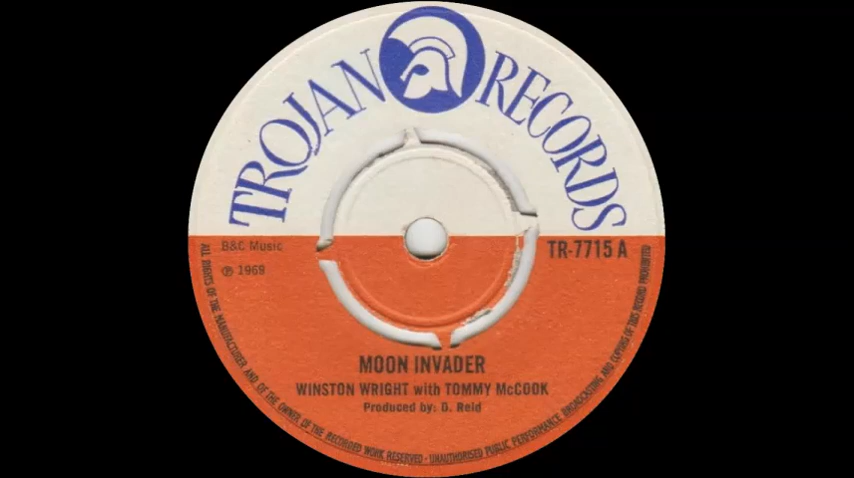 TROJAN RECORDS
B&C Music
TR-7715 A
℗ 1969
MOON INVADER
WINSTON WRIGHT with TOMMY McCOOK
Produced by: D. Reid
ALL RIGHTS OF THE MANUFACTURER AND OF THE OWNER OF THE RECORDED WORK RESERVED - UNAUTHORISED PUBLIC PERFORMANCE BROADCASTING AND COPYING OF THIS RECORD PROHIBITED